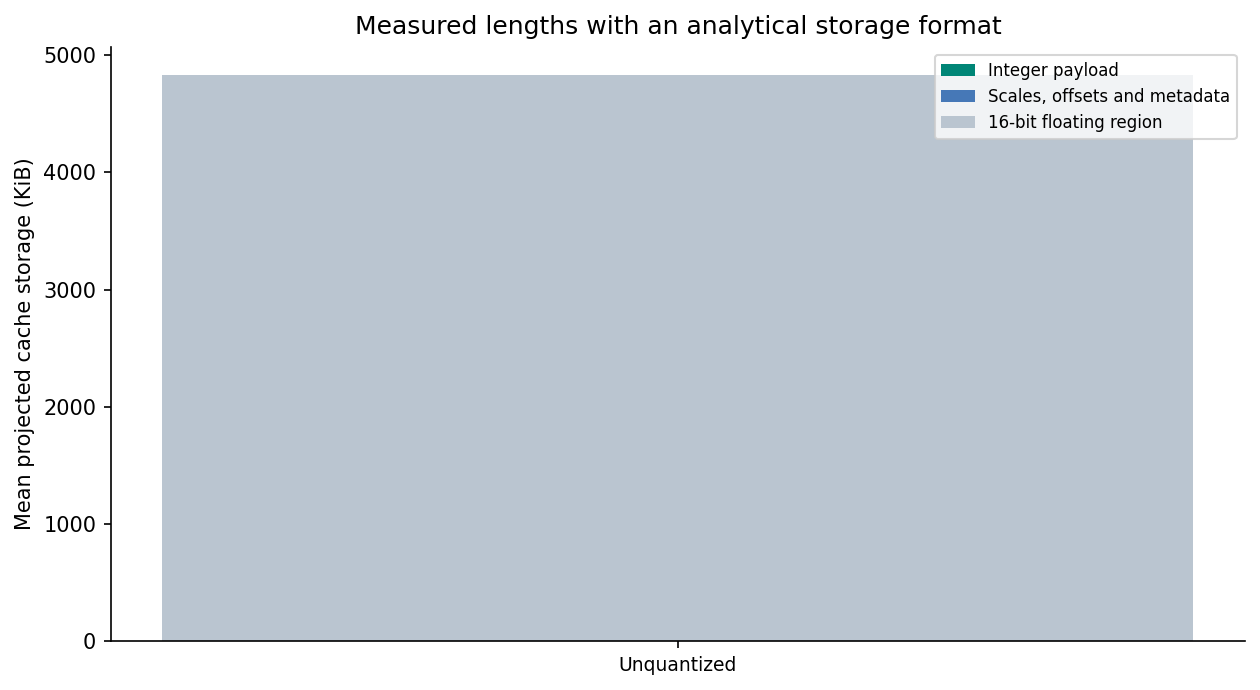 Measured lengths with an analytical storage format
Mean projected cache storage (KiB)
5000
4000
3000
2000
1000
0
Integer payload
Scales, offsets and metadata
16-bit floating region
Unquantized